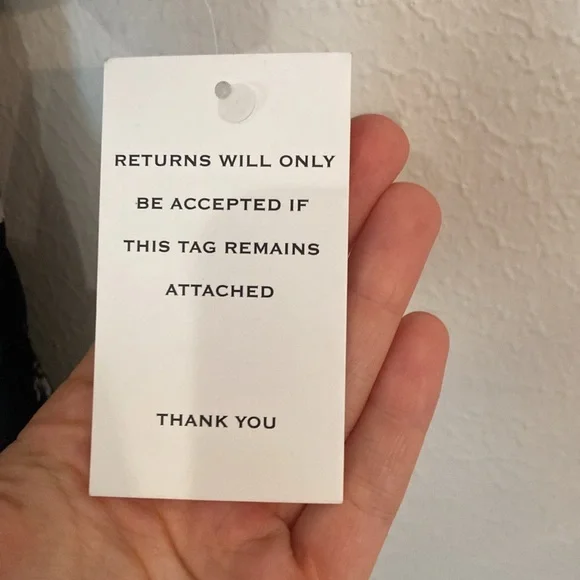 RETURNS WILL ONLY
BE ACCEPTED IF
THIS TAG REMAINS
ATTACHED
THANK YOU